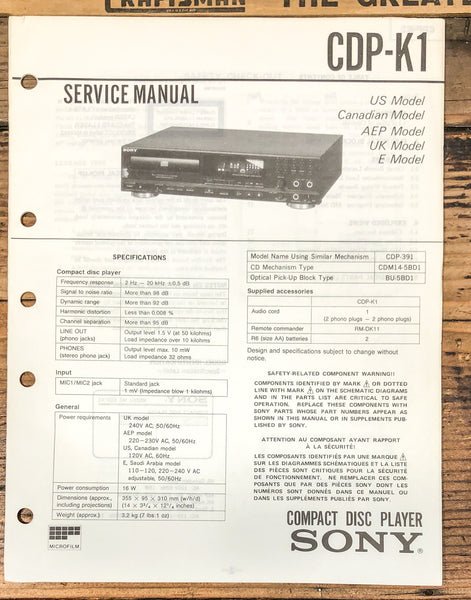 CRAFTSMAN
THE GREATES
CDP-K1
SERVICE MANUAL
US Model
Canadian Model
AEP Model
UK Model
E Model
SONY
SPECIFICATIONS
Compact disc player
Frequency response 2 Hz – 20 kHz ±0.5 dB
Signal to noise ratio More than 98 dB
Dynamic range More than 92 dB
Harmonic distortion Less than 0.008 %
Channel separation More than 95 dB
LINE OUT Output level 1.5 V (at 50 kilohms)
(phono jacks) Load impedance over 10 kilohms
PHONES Output level max. 10 mW
(stereo phone jack) Load impedance 32 ohms
Input
MIC1/MIC2 jack Standard jack
1 mV (Impedance blow 1 klohms)
General
Power requirements UK model
240V AC, 50/60Hz
AEP model
220–230V AC, 50/60Hz
US, Canadian model
120V AC, 60Hz
E, Saudi Arabia model
110–120, 220–240 V AC
adjustable, 50/60Hz
Power consumption 16 W
Dimensions (approx., 355 × 95 × 310 mm (w/h/d)
including projections)
Weight (approx.) 3.2 kg (7 lbs 1 oz)
MICROFILM
Model Name Using Similar Mechanism CDP-391
CD Mechanism Type CDM14-5BD1
Optical Pick-Up Block Type BU-5BD1
Supplied accessories
CDP-K1
Audio cord 1
(2 phono plugs – 2 phono plugs)
Remote commander RM-DK11
R6 (size AA) batteries 2
Design and specifications subject to change without
notice.
SAFETY-RELATED COMPONENT WARNING!!
COMPONENTS IDENTIFIED BY MARK ⚠ OR DOTTED
LINE WITH MARK ⚠ ON THE SCHEMATIC DIAGRAMS
AND IN THE PARTS LIST ARE CRITICAL TO SAFE
OPERATION. REPLACE THESE COMPONENTS WITH
SONY PARTS WHOSE PART NUMBERS APPEAR AS
SHOWN IN THIS MANUAL OR IN SUPPLEMENTS PUB-
LISHED BY SONY.
ATTENTION AU COMPOSANT AYANT RAPPORT
À LA SÉCURITÉ!
LES COMPOSANTS IDENTIFIÉS PAR UNE MARQUE ⚠
SUR LES DIAGRAMMES SCHÉMATIQUES ET LA LISTE
DES PIÈCES SONT CRITIQUES POUR LA SÉCURITÉ
DE FONCTIONNEMENT. NE REMPLACER CES COM-
POSANTS QUE PAR DES PIÈCES SONY DONT LES
NUMÉROS SONT DONNÉS DANS CE MANUEL OU
DANS LES SUPPLÉMENTS PUBLIÉS PAR SONY.
COMPACT DISC PLAYER
SONY®